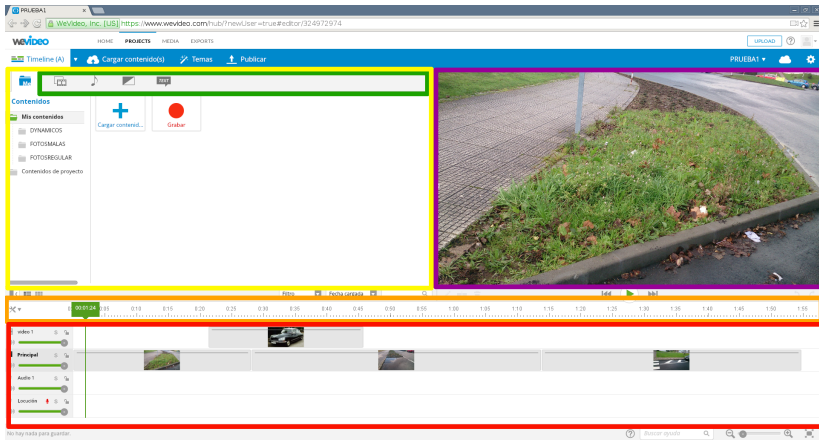 PRUEBA1
WeVideo, Inc. [US] https://www.wevideo.com/hub/?newUser=true#editor/324972974
WeVIDEO HOME PROJECTS MEDIA EXPORTS UPLOAD
Timeline (A) Cargar contenido(s) Temas Publicar PRUEBA1
TEXT
Contenidos
Mis contenidos
DYNAMICOS
FOTOSMALAS
FOTOSREGULAR
Contenidos de proyecto
Cargar contenid... Grabar
Filtro Fecha cargada
00:01:24 0:05 0:10 0:15 0:20 0:25 0:30 0:35 0:40 0:45 0:50 0:55 1:00 1:05 1:10 1:15 1:20 1:25 1:30 1:35 1:40 1:45 1:50 1:55
video 1 S
Principal S
Audio 1 S
Locución S
No hay nada para guardar. Buscar ayuda